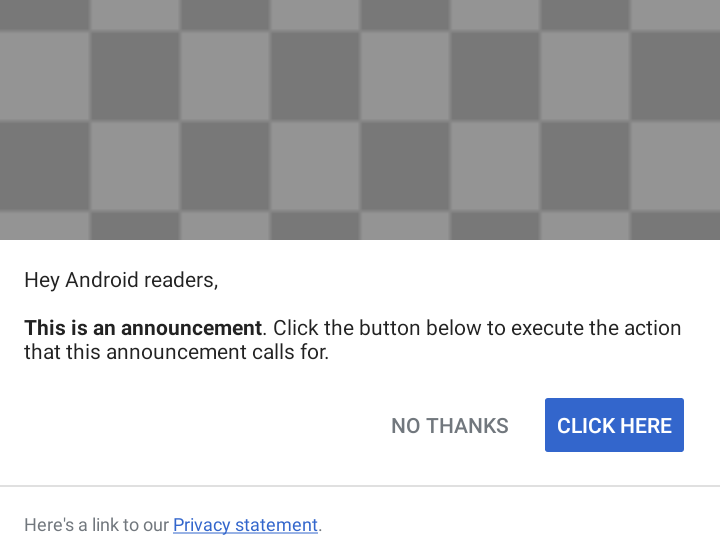 Hey Android readers,
This is an announcement. Click the button below to execute the action
that this announcement calls for.
NO THANKS
CLICK HERE
Here's a link to our Privacy statement.